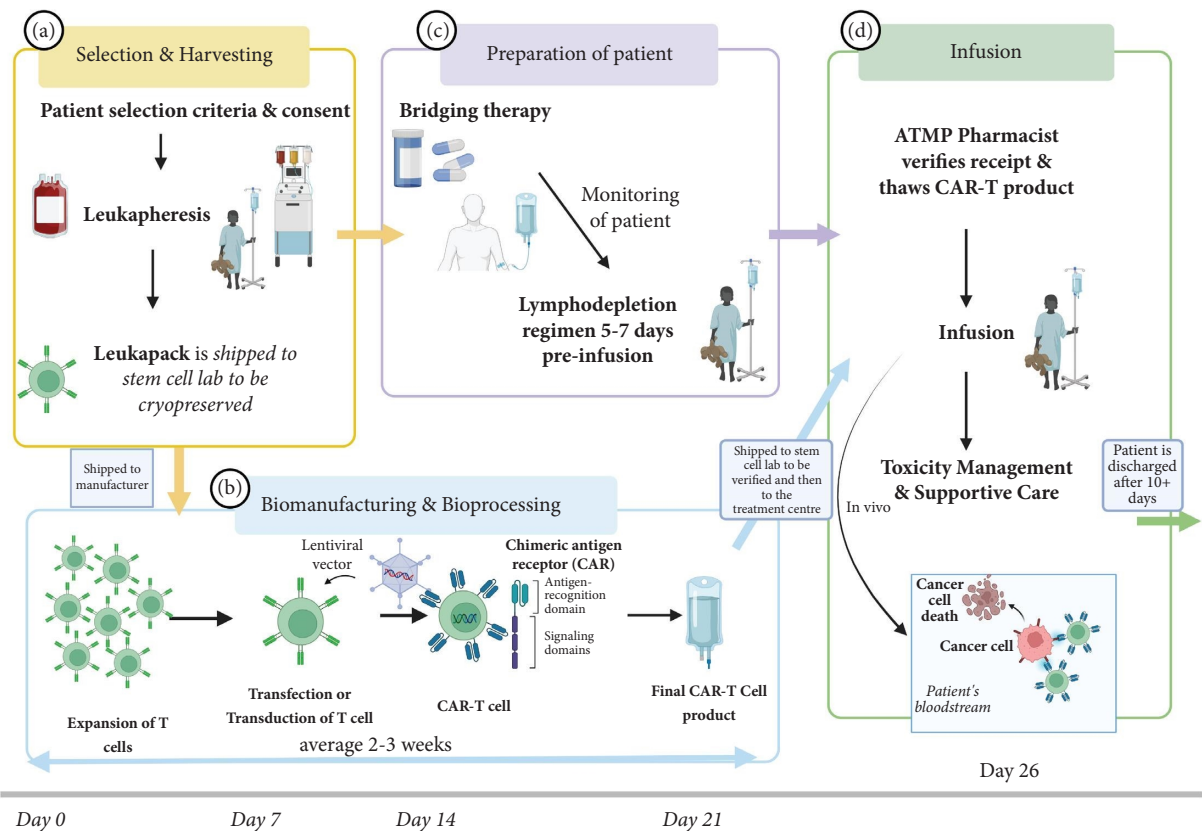 (a)
Selection & Harvesting
Patient selection criteria & consent
Leukapheresis
Leukapack is shipped to
stem cell lab to be
cryopreserved
Shipped to
manufacturer
(c)
Preparation of patient
Bridging therapy
Monitoring
of patient
Lymphodepletion
regimen 5-7 days
pre-infusion
(b)
Biomanufacturing & Bioprocessing
Expansion of T
cells
Lentiviral
vector
Transfection or
Transduction of T cell
CAR-T cell
Chimeric antigen
receptor (CAR)
Antigen-
recognition
domain
Signaling
domains
Final CAR-T Cell
product
average 2-3 weeks
Shipped to stem
cell lab to be
verified and then
to the
treatment centre
(d)
Infusion
ATMP Pharmacist
verifies receipt &
thaws CAR-T product
Infusion
Toxicity Management
& Supportive Care
In vivo
Cancer
cell
death
Cancer cell
Patient's
bloodstream
Patient is
discharged
after 10+
days
Day 26
Day 0
Day 7
Day 14
Day 21